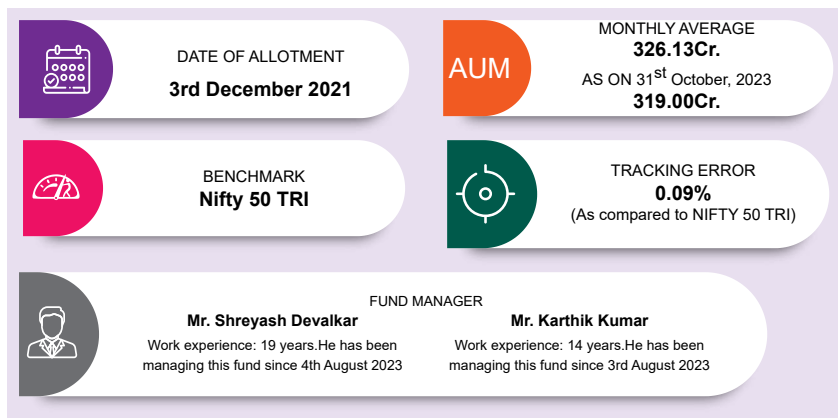 DATE OF ALLOTMENT
3rd December 2021
AUM
MONTHLY AVERAGE
326.13Cr.
AS ON 31st October, 2023
319.00Cr.
BENCHMARK
Nifty 50 TRI
TRACKING ERROR
0.09%
(As compared to NIFTY 50 TRI)
FUND MANAGER
Mr. Shreyash Devalkar
Work experience: 19 years.He has been
managing this fund since 4th August 2023
Mr. Karthik Kumar
Work experience: 14 years.He has been
managing this fund since 3rd August 2023